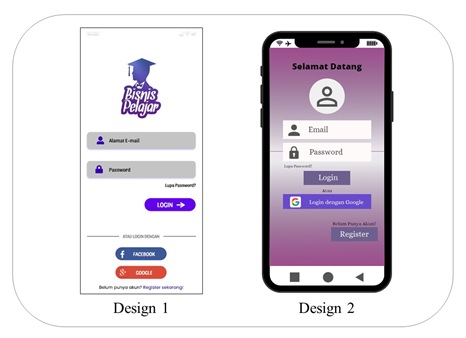 Bisnis
Pelajar
Alamat E-mail
Password
Lupa Password?
LOGIN
ATAU LOGIN DENGAN
FACEBOOK
GOOGLE
Belum punya akun? Register sekarang!
Design 1
Selamat Datang
Email
Password
Lupa Password?
Login
Atau
G Login dengan Google
Belum Punya Akun?
Register
Design 2